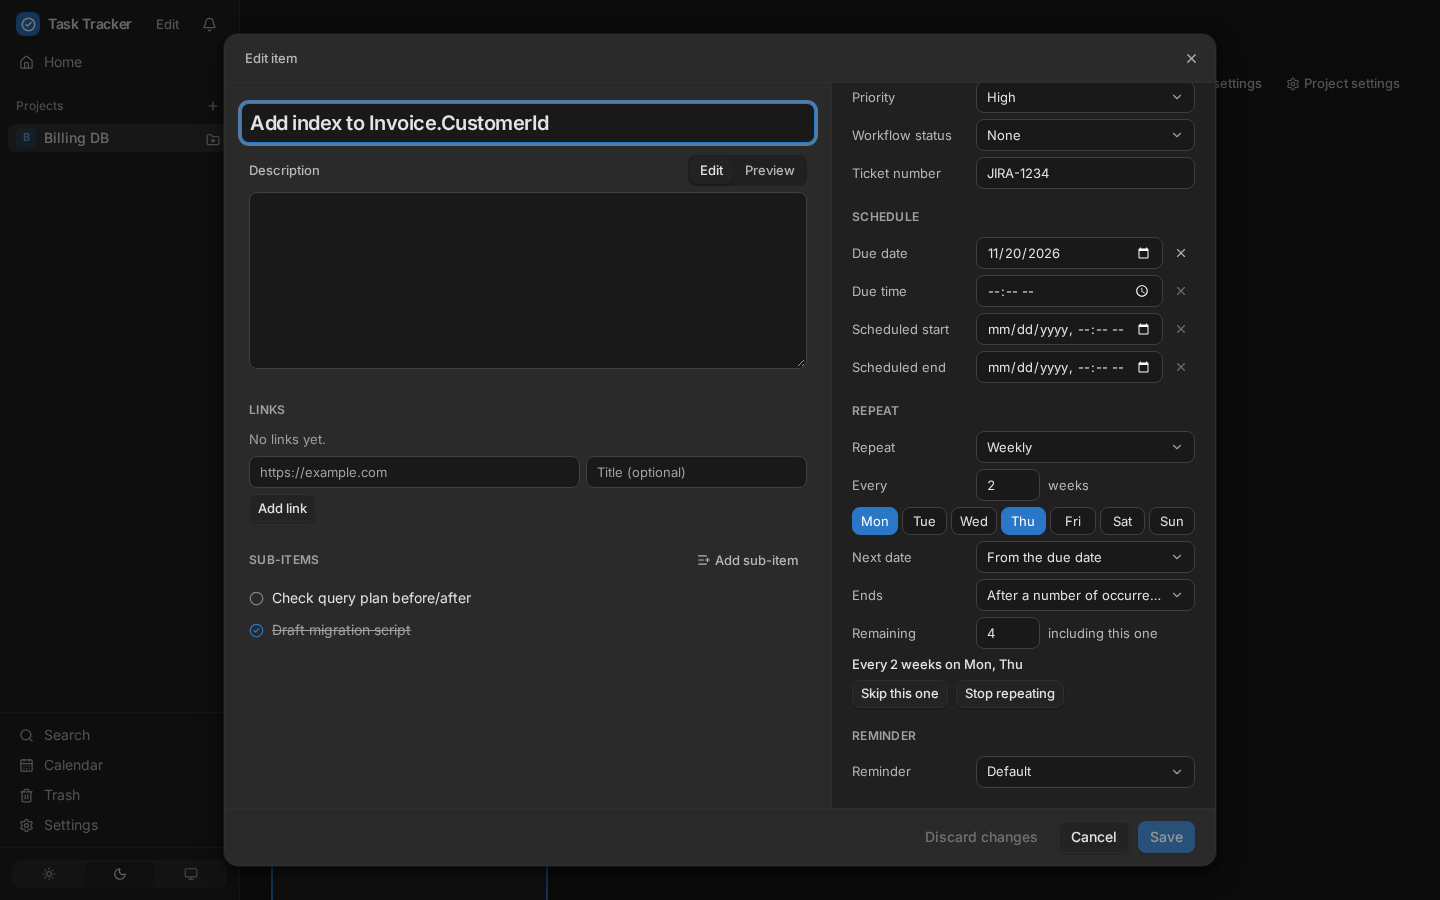 Task Tracker
Edit
Home
Projects
B
Billing DB
Search
Calendar
Trash
Settings
settings
Project settings
Edit item
Add index to Invoice.CustomerId
Description
Edit
Preview
LINKS
No links yet.
https://example.com
Title (optional)
Add link
SUB-ITEMS
Add sub-item
Check query plan before/after
Draft migration script
Priority
High
Workflow status
None
Ticket number
JIRA-1234
SCHEDULE
Due date
11/20/2026
Due time
--:-- --
Scheduled start
mm/dd/yyyy, --:-- --
Scheduled end
mm/dd/yyyy, --:-- --
REPEAT
Repeat
Weekly
Every
2
weeks
Mon
Tue
Wed
Thu
Fri
Sat
Sun
Next date
From the due date
Ends
After a number of occurre...
Remaining
4
including this one
Every 2 weeks on Mon, Thu
Skip this one
Stop repeating
REMINDER
Reminder
Default
Discard changes
Cancel
Save